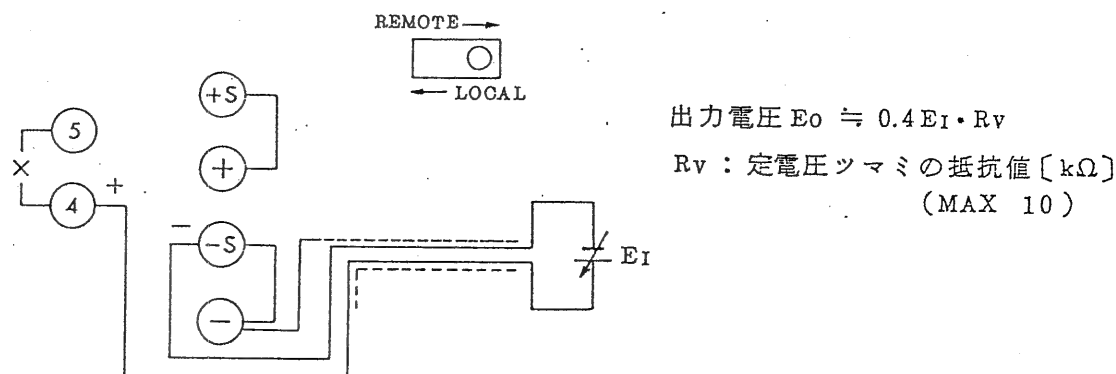 REMOTE
LOCAL
+S
5
+
4
+
−
−S
−
EI
出力電圧 Eo ≒ 0.4EI・Rv
Rv : 定電圧ツマミの抵抗値〔kΩ〕
(MAX 10)